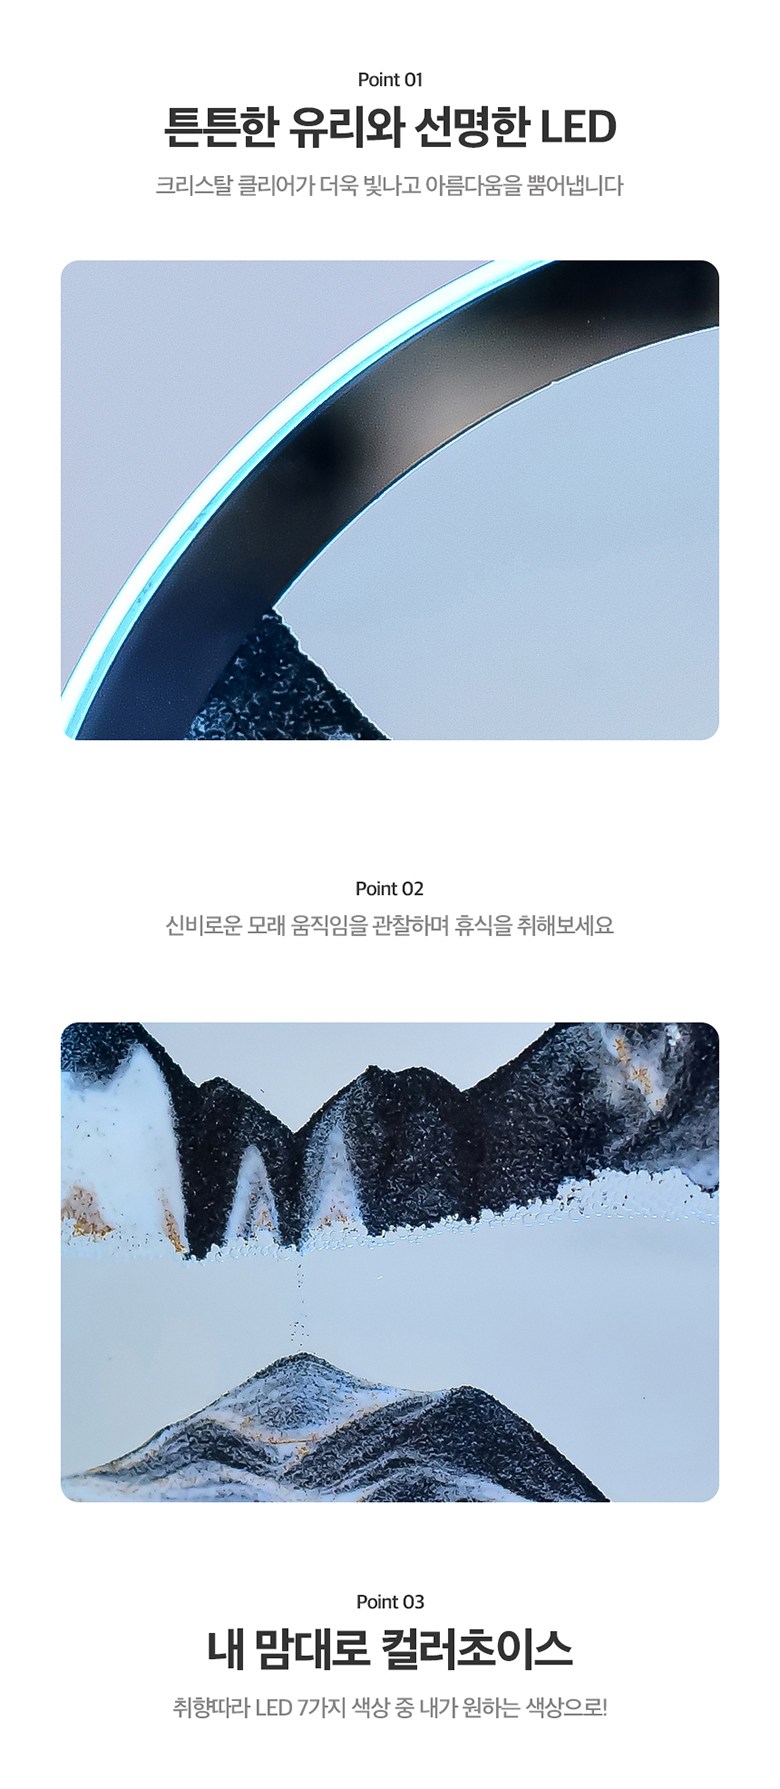 Point 01
튼튼한 유리와 선명한 LED
크리스탈 클리어가 더욱 빛나고 아름다움을 뿜어냅니다
Point 02
신비로운 모래 움직임을 관찰하며 휴식을 취해보세요
Point 03
내 맘대로 컬러초이스
취향따라 LED 7가지 색상 중 내가 원하는 색상으로!